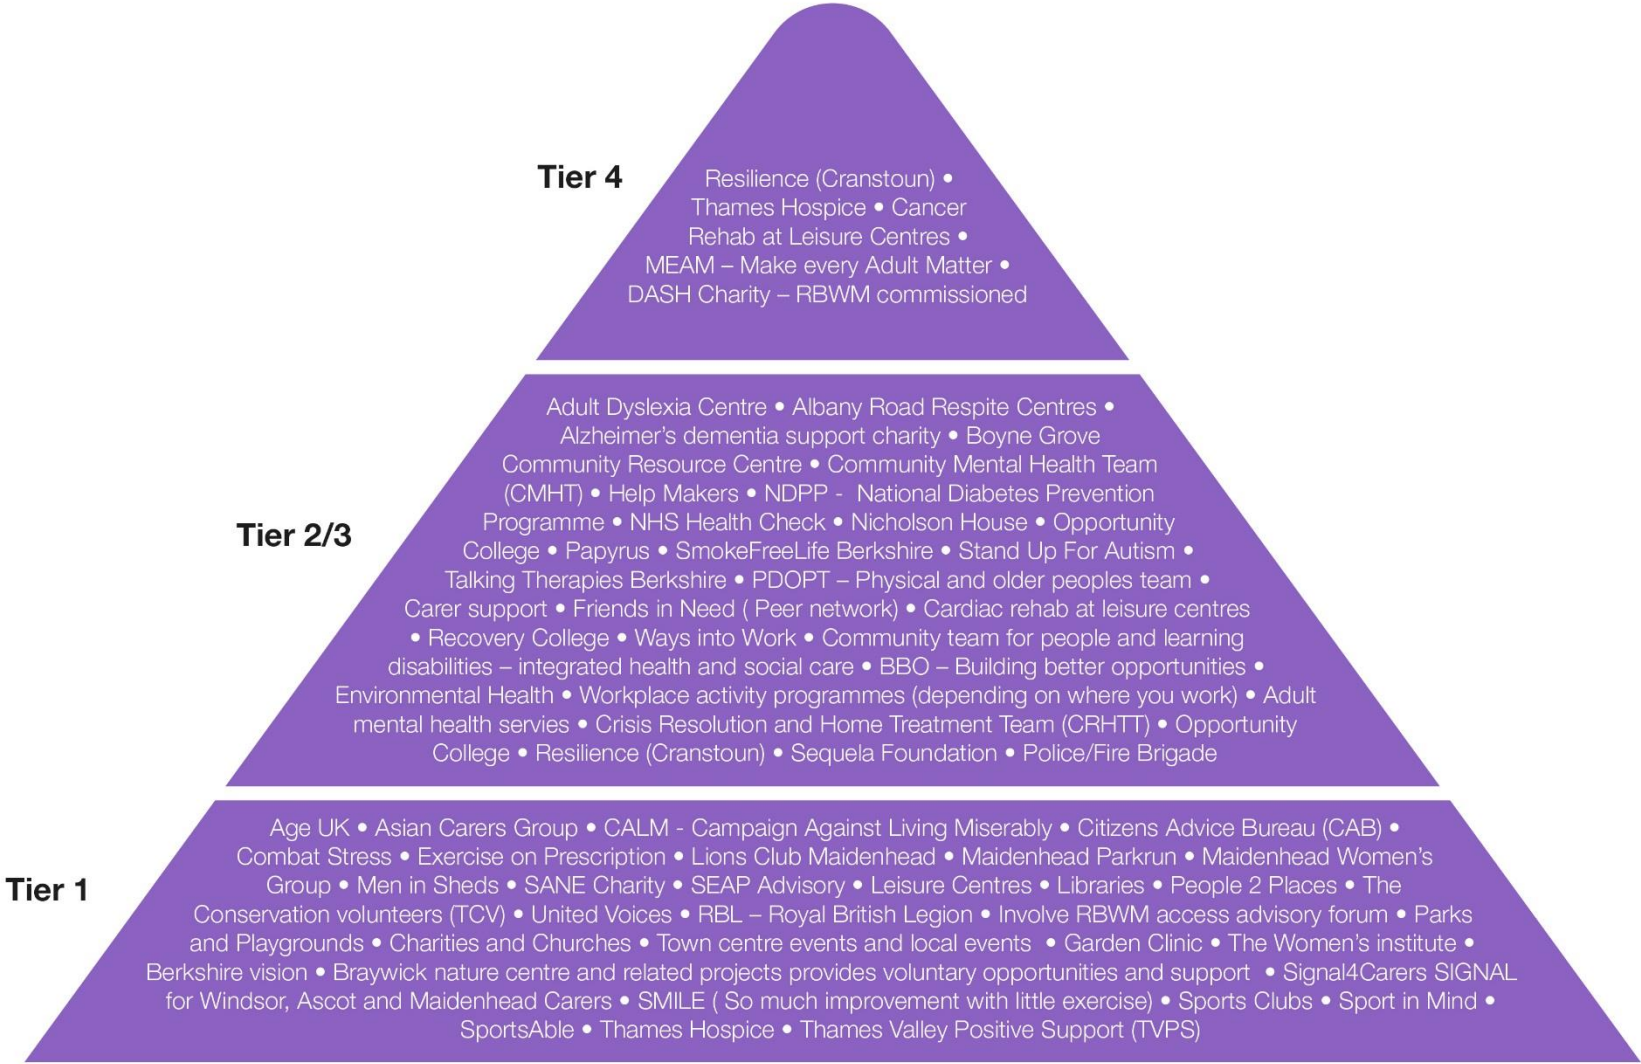 Tier 4
Resilience (Cranstoun) •
Thames Hospice • Cancer
Rehab at Leisure Centres •
MEAM – Make every Adult Matter •
DASH Charity – RBWM commissioned
Tier 2/3
Adult Dyslexia Centre • Albany Road Respite Centres •
Alzheimer's dementia support charity • Boyne Grove
Community Resource Centre • Community Mental Health Team
(CMHT) • Help Makers • NDPP -  National Diabetes Prevention
Programme • NHS Health Check • Nicholson House • Opportunity
College • Papyrus • SmokeFreeLife Berkshire • Stand Up For Autism •
Talking Therapies Berkshire • PDOPT – Physical and older peoples team •
Carer support • Friends in Need ( Peer network) • Cardiac rehab at leisure centres
• Recovery College • Ways into Work • Community team for people and learning
disabilities – integrated health and social care • BBO – Building better opportunities •
Environmental Health • Workplace activity programmes (depending on where you work) • Adult
mental health servies • Crisis Resolution and Home Treatment Team (CRHTT) • Opportunity
College • Resilience (Cranstoun) • Sequela Foundation • Police/Fire Brigade
Tier 1
Age UK • Asian Carers Group • CALM - Campaign Against Living Miserably • Citizens Advice Bureau (CAB) •
Combat Stress • Exercise on Prescription • Lions Club Maidenhead • Maidenhead Parkrun • Maidenhead Women's
Group • Men in Sheds • SANE Charity • SEAP Advisory • Leisure Centres • Libraries • People 2 Places • The
Conservation volunteers (TCV) • United Voices • RBL – Royal British Legion • Involve RBWM access advisory forum • Parks
and Playgrounds • Charities and Churches • Town centre events and local events  • Garden Clinic • The Women's institute •
Berkshire vision • Braywick nature centre and related projects provides voluntary opportunities and support  • Signal4Carers SIGNAL
for Windsor, Ascot and Maidenhead Carers • SMILE ( So much improvement with little exercise) • Sports Clubs • Sport in Mind •
SportsAble • Thames Hospice • Thames Valley Positive Support (TVPS)